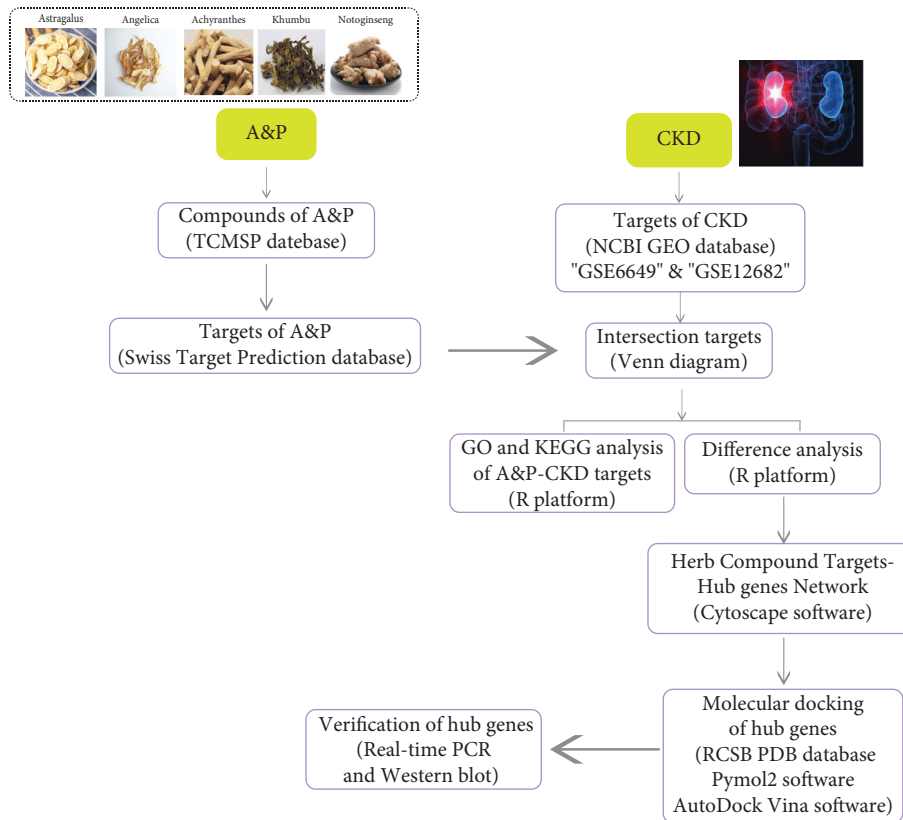 Astragalus
Angelica
Achyranthes
Khumbu
Notoginseng
A&P
CKD
Compounds of A&P
(TCMSP datebase)
Targets of CKD
(NCBI GEO database)
"GSE6649" & "GSE12682"
Targets of A&P
(Swiss Target Prediction database)
Intersection targets
(Venn diagram)
GO and KEGG analysis
of A&P-CKD targets
(R platform)
Difference analysis
(R platform)
Herb Compound Targets-
Hub genes Network
(Cytoscape software)
Molecular docking
of hub genes
(RCSB PDB database
Pymol2 software
AutoDock Vina software)
Verification of hub genes
(Real-time PCR
and Western blot)